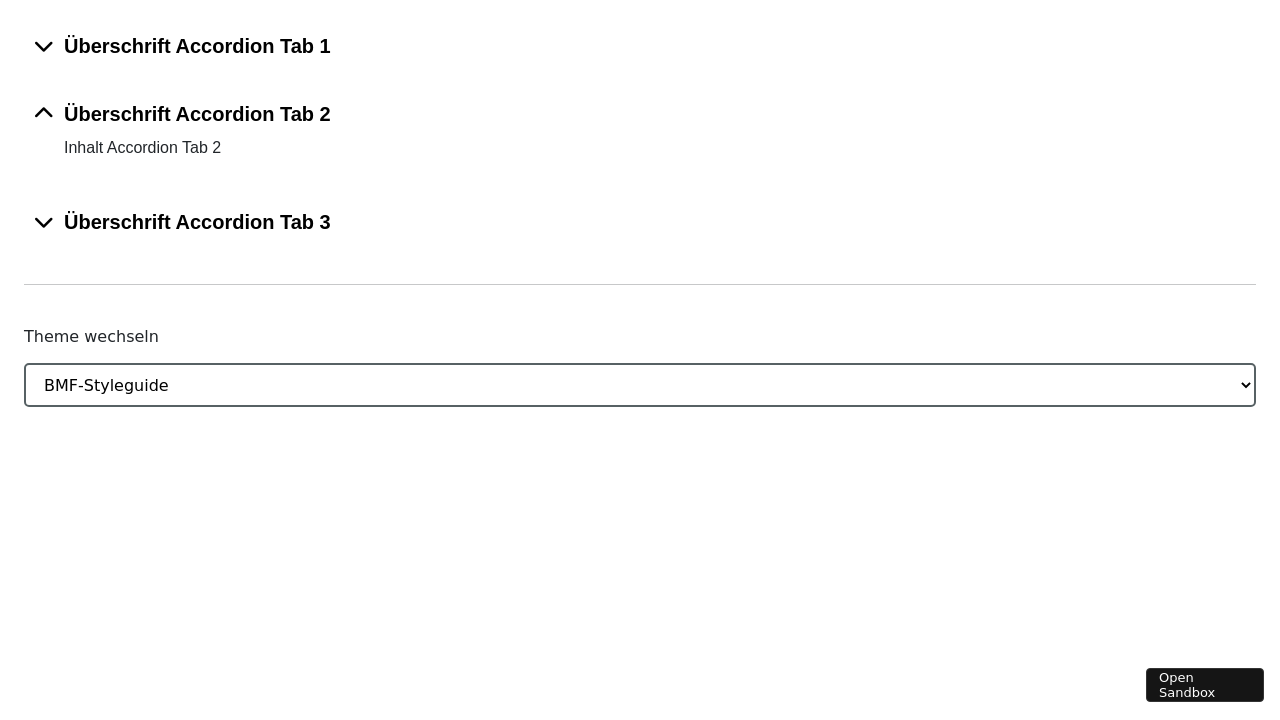 Überschrift Accordion Tab 1
Überschrift Accordion Tab 2
Inhalt Accordion Tab 2
Überschrift Accordion Tab 3
Theme wechseln
BMF-Styleguide
Open
Sandbox